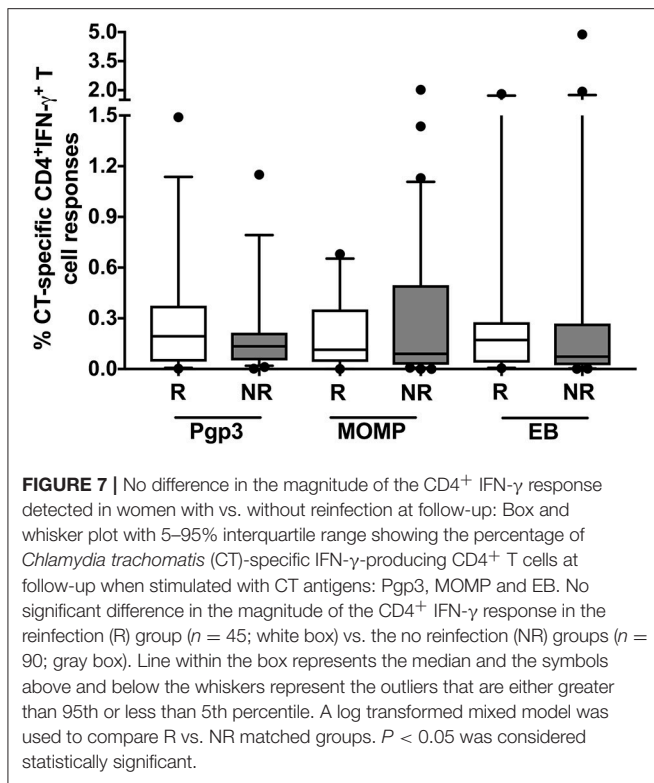 5.0
2.0
1.5
1.2
0.9
0.6
0.3
0.0
% CT-specific CD4⁺IFN-γ⁺ T
cell responses
R NR R NR R NR
Pgp3 MOMP EB
FIGURE 7 | No difference in the magnitude of the CD4⁺ IFN-γ response
detected in women with vs. without reinfection at follow-up: Box and
whisker plot with 5–95% interquartile range showing the percentage of
Chlamydia trachomatis (CT)-specific IFN-γ-producing CD4⁺ T cells at
follow-up when stimulated with CT antigens: Pgp3, MOMP and EB. No
significant difference in the magnitude of the CD4⁺ IFN-γ response in the
reinfection (R) group (n = 45; white box) vs. the no reinfection (NR) groups (n =
90; gray box). Line within the box represents the median and the symbols
above and below the whiskers represent the outliers that are either greater
than 95th or less than 5th percentile. A log transformed mixed model was
used to compare R vs. NR matched groups. P < 0.05 was considered
statistically significant.